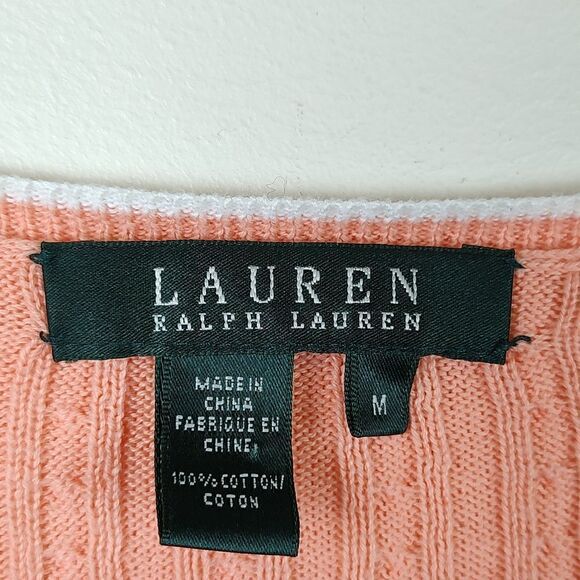 LAUREN
RALPH LAUREN
MADE IN
CHINA
FABRIQUE EN
CHINE
100% COTTON/
COTON
M